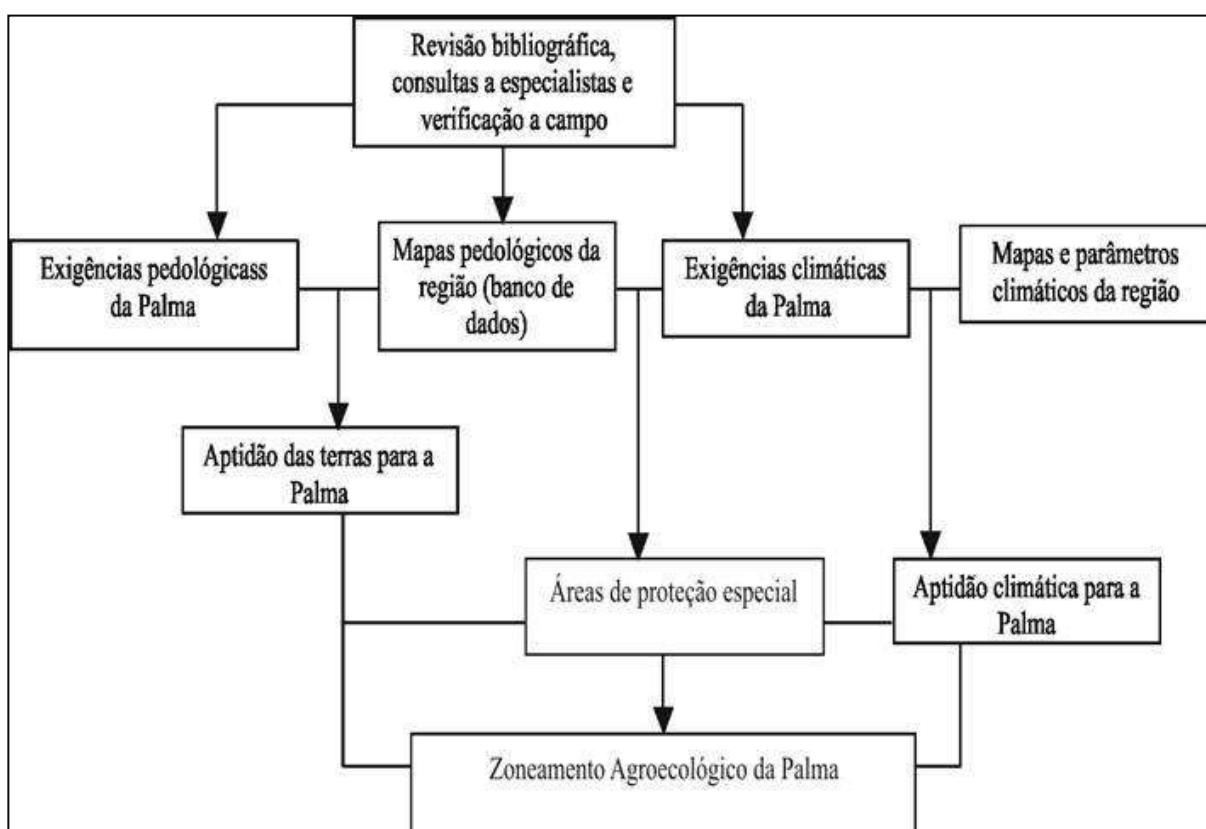 Revisão bibliográfica,
consultas a especialistas e
verificação a campo
Exigências pedológicass
da Palma
Mapas pedológicos da
região (banco de
dados)
Exigências climáticas
da Palma
Mapas e parâmetros
climáticos da região
Aptidão das terras para a
Palma
Áreas de proteção especial
Aptidão climática para a
Palma
Zoneamento Agroecológico da Palma